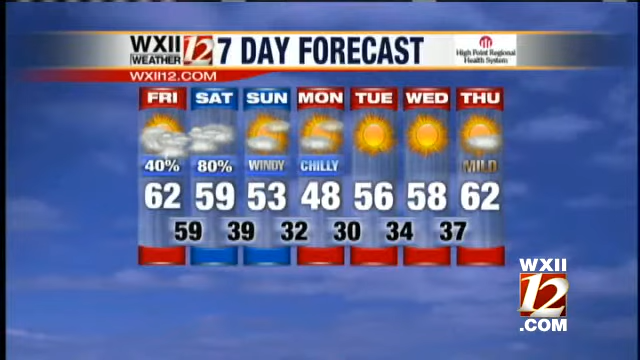 WXII 12 7 DAY FORECAST
WEATHER
High Point Regional
Health System
WXII12.COM
FRI SAT SUN MON TUE WED THU
40% 80% WINDY CHILLY MILD
62 59 53 48 56 58 62
59 39 32 30 34 37
WXII
12
.COM